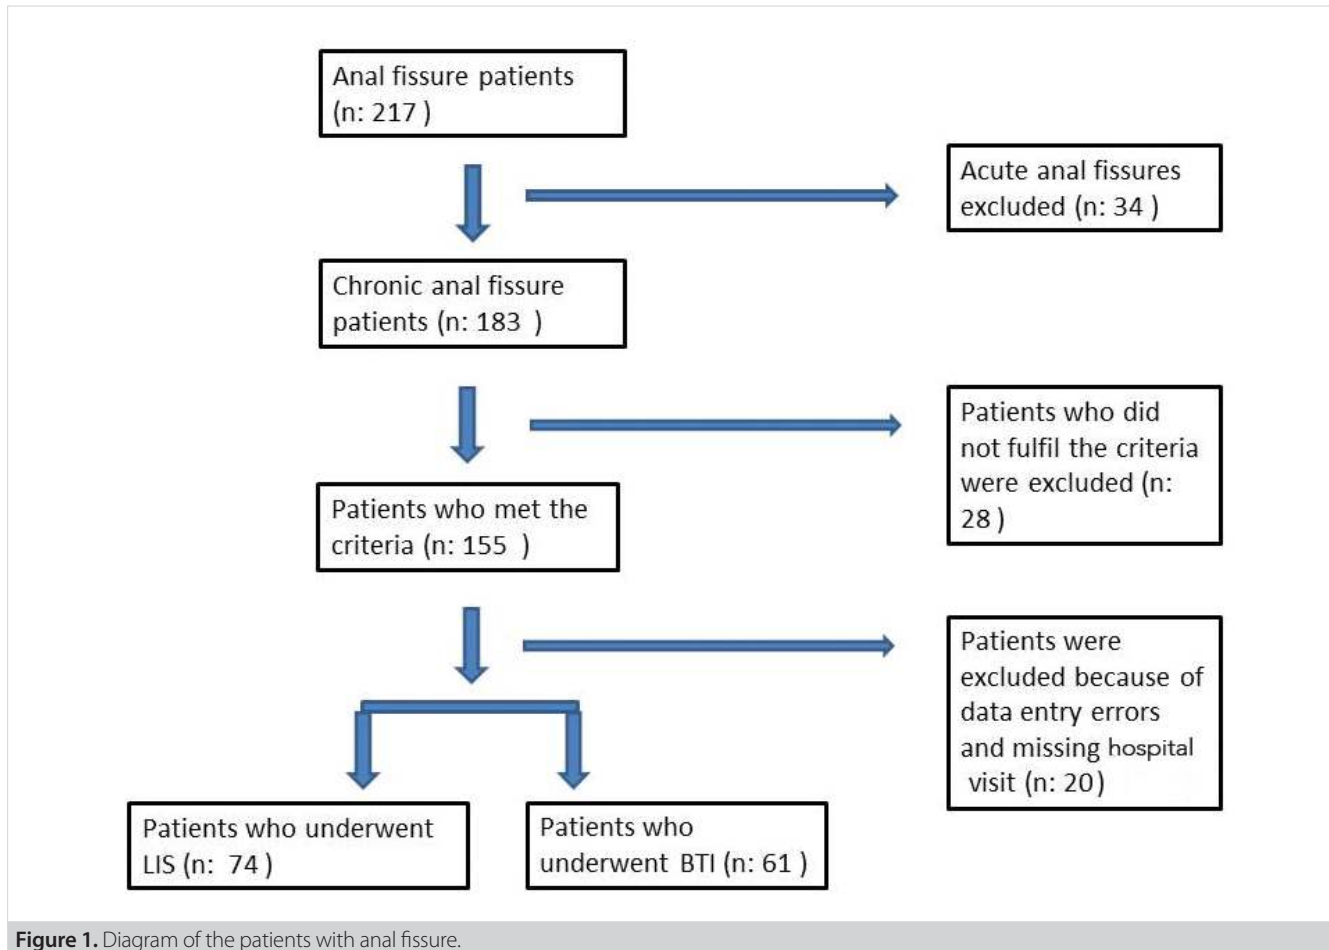 Anal fissure patients
(n: 217 )
Acute anal fissures
excluded (n: 34 )
Chronic anal fissure
patients (n: 183 )
Patients who did
not fulfil the criteria
were excluded (n:
28 )
Patients who met the
criteria (n: 155 )
Patients were
excluded because of
data entry errors
and missing hospital
visit (n: 20)
Patients who underwent
LIS (n: 74 )
Patients who
underwent BTI (n: 61 )
Figure 1. Diagram of the patients with anal fissure.